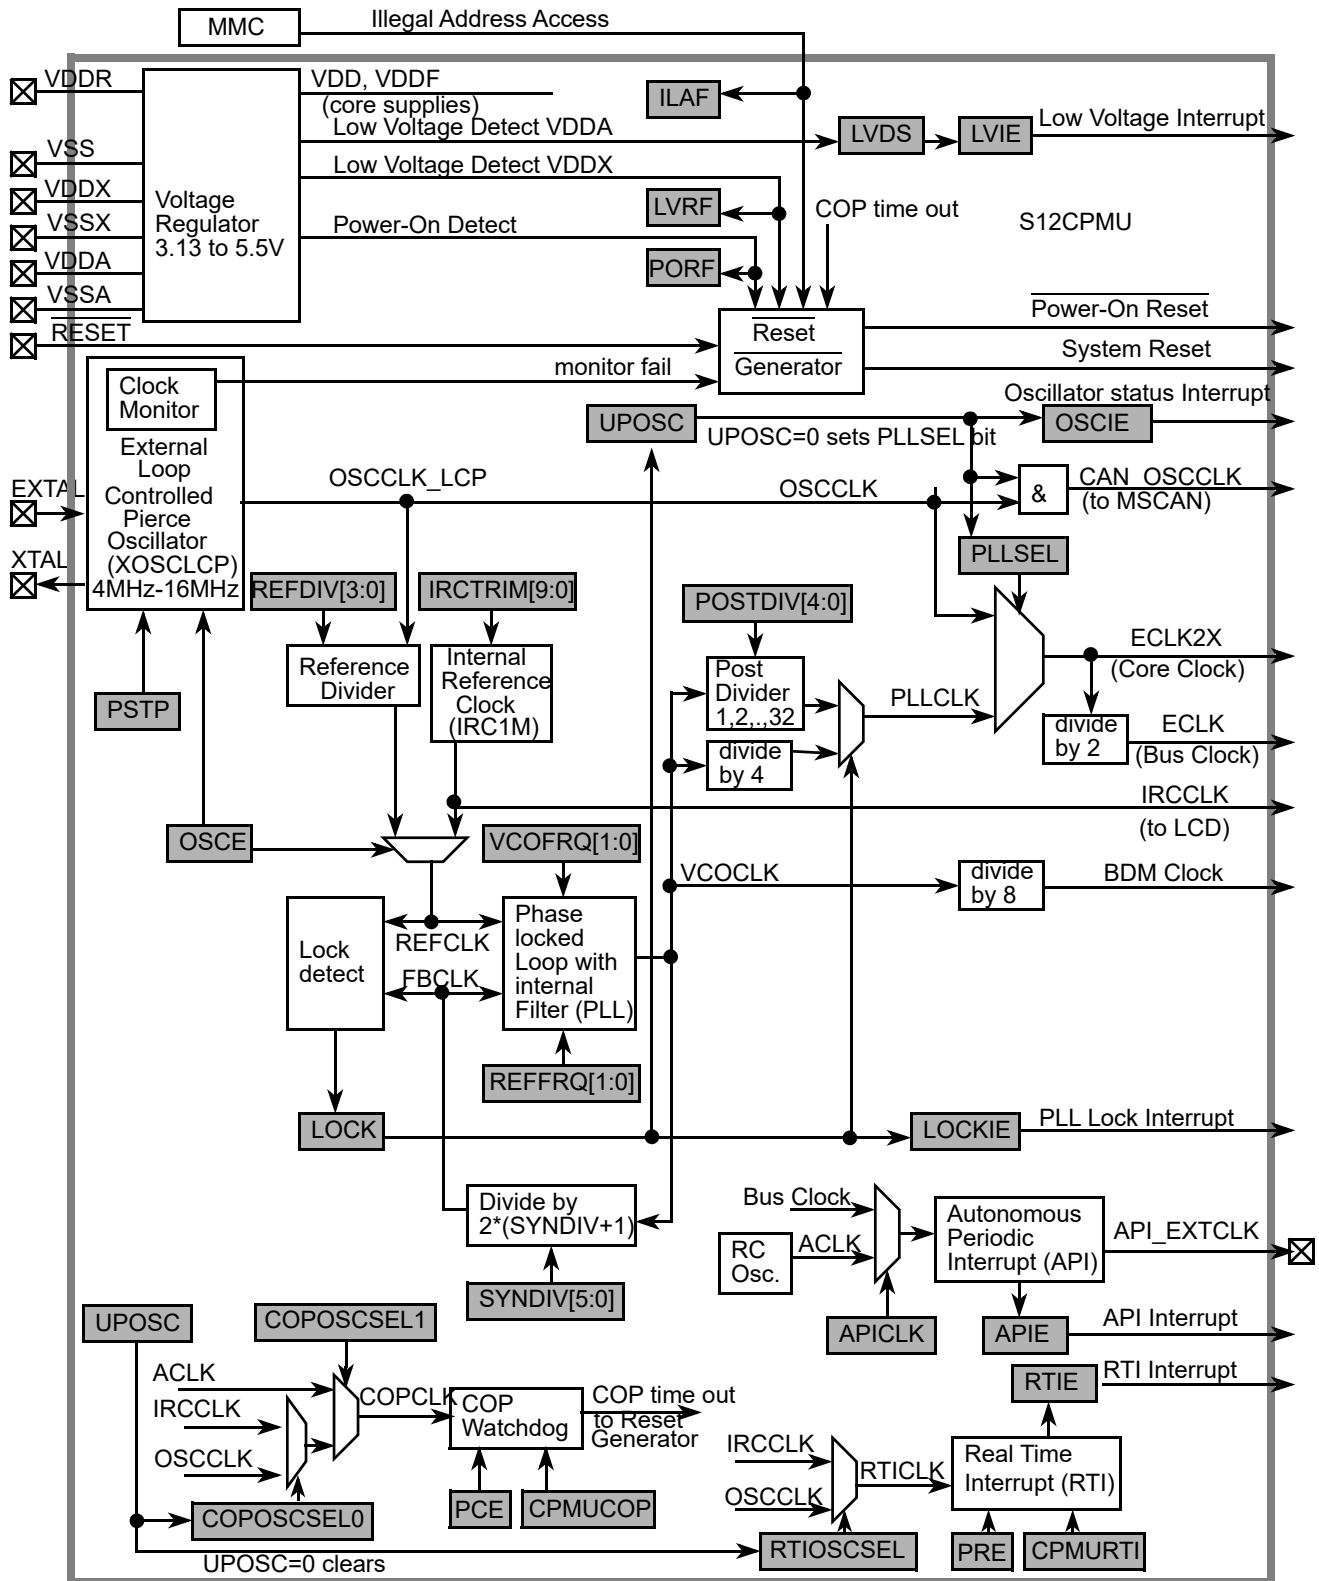 MMC
Illegal Address Access
VDDR
VDD, VDDF
(core supplies)
ILAF
Low Voltage Detect VDDA
LVDS
LVIE
Low Voltage Interrupt
VSS
Low Voltage Detect VDDX
VDDX
Voltage
Regulator
3.13 to 5.5V
LVRF
COP time out
S12CPMU
VSSX
Power-On Detect
VDDA
PORF
VSSA
RESET
Reset
Generator
Power-On Reset
System Reset
monitor fail
Clock
Monitor
Oscillator status Interrupt
UPOSC
OSCIE
UPOSC=0 sets PLLSEL bit
External
Loop
Controlled
Pierce
Oscillator
(XOSCLCP)
4MHz-16MHz
EXTAL
XTAL
OSCCLK_LCP
OSCCLK
&
CAN_OSCCLK
(to MSCAN)
PLLSEL
REFDIV[3:0]
IRCTRIM[9:0]
POSTDIV[4:0]
Reference
Divider
Internal
Reference
Clock
(IRC1M)
Post
Divider
1,2,.,32
PLLCLK
ECLK2X
(Core Clock)
PSTP
divide
by 4
divide
by 2
ECLK
(Bus Clock)
IRCCLK
(to LCD)
OSCE
VCOFRQ[1:0]
VCOCLK
divide
by 8
BDM Clock
Lock
detect
REFCLK
FBCLK
Phase
locked
Loop with
internal
Filter (PLL)
REFFRQ[1:0]
LOCK
LOCKIE
PLL Lock Interrupt
Divide by
2*(SYNDIV+1)
SYNDIV[5:0]
Bus Clock
RC
Osc.
ACLK
Autonomous
Periodic
Interrupt (API)
API_EXTCLK
APICLK
APIE
API Interrupt
UPOSC
COPOSCSEL1
ACLK
IRCCLK
OSCCLK
COPCLK
COP
Watchdog
COP time out
to Reset
Generator
COPOSCSEL0
PCE
CPMUCOP
UPOSC=0 clears
RTIE
RTI Interrupt
IRCCLK
OSCCLK
RTICLK
Real Time
Interrupt (RTI)
RTIOSCSEL
PRE
CPMURTI